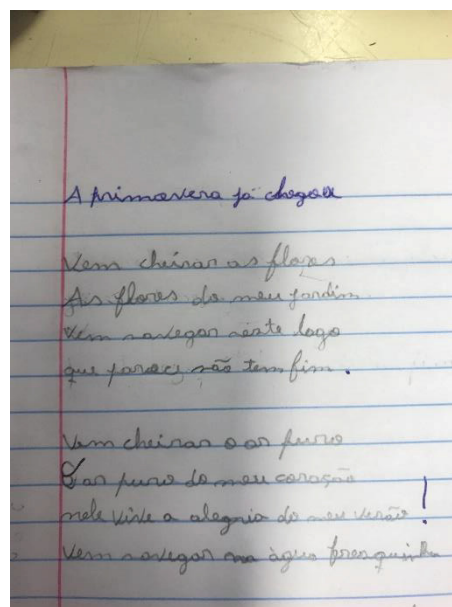 A primavera já chegou
Vem cheirar as flores
As flores do meu jardim
Vem navegar neste lago
que parace não tem fim.
Vem cheirar o ar puro
O ar puro do meu coração
nele vive a alegria do meu verão!
Vem navegar na àgua fresquinha